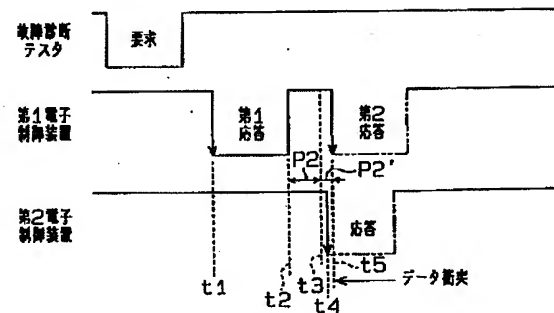 故障診断
テスタ
要求
第1電子
制御装置
第1
応答
第2
応答
P2
P2'
第2電子
制御装置
応答
t1
t2
t3
t4
t5
データ衝突